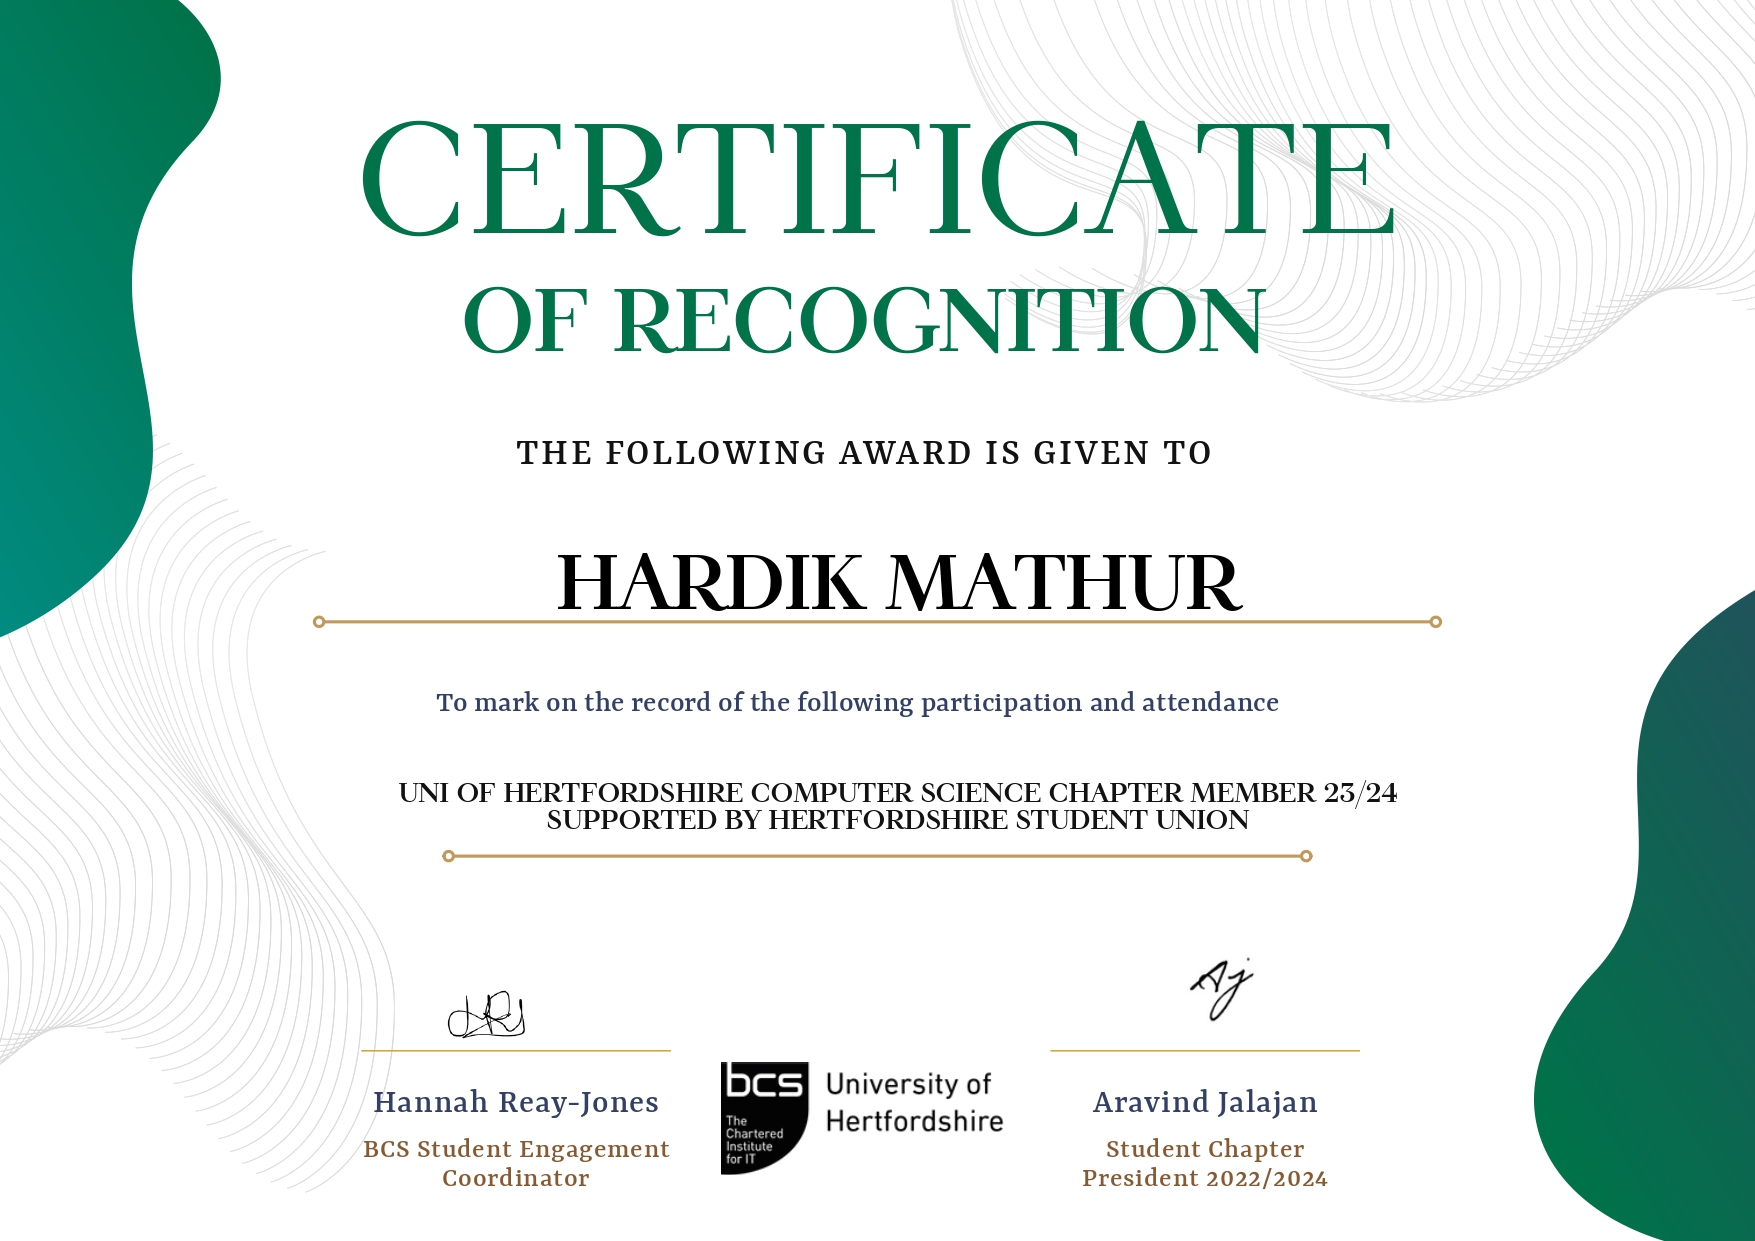 CERTIFICATE
OF RECOGNITION
THE FOLLOWING AWARD IS GIVEN TO
HARDIK MATHUR
To mark on the record of the following participation and attendance
UNI OF HERTFORDSHIRE COMPUTER SCIENCE CHAPTER MEMBER 23/24
SUPPORTED BY HERTFORDSHIRE STUDENT UNION
Hannah Reay-Jones
BCS Student Engagement
Coordinator
bcs
The
Chartered
Institute
for IT
University of
Hertfordshire
Aj
Aravind Jalajan
Student Chapter
President 2022/2024